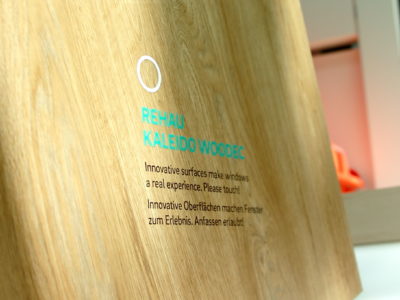 REHAU
KALEIDO WOODEC
Innovative surfaces make windows
a real experience. Please touch!
Innovative Oberflächen machen Fenster
zum Erlebnis. Anfassen erlaubt!